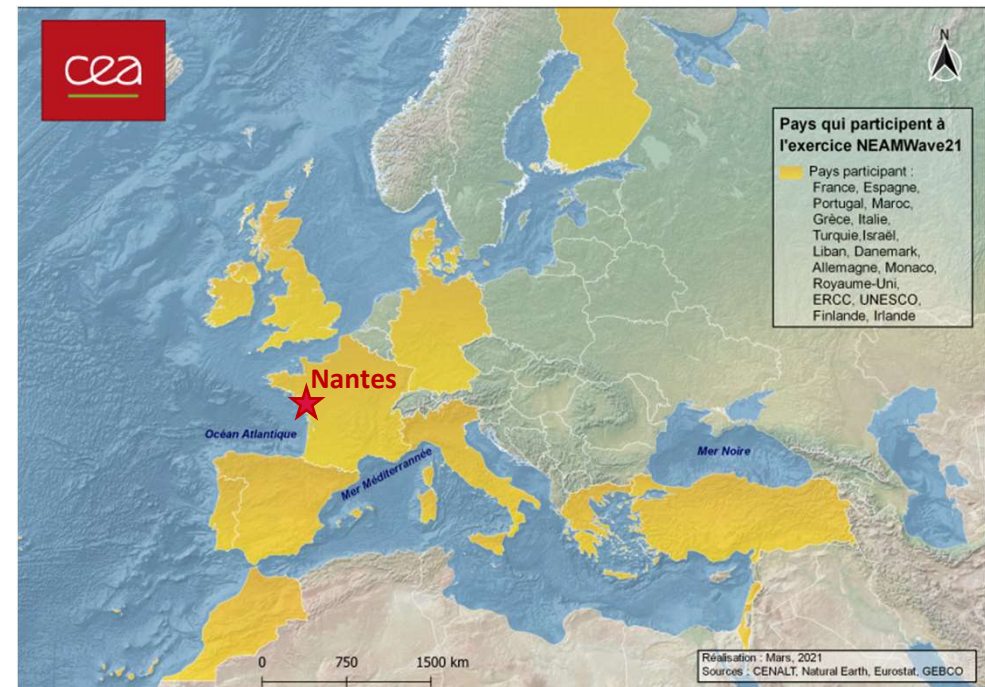 cea
N
Pays qui participent à
l'exercice NEAMWave21
Pays participant :
France, Espagne,
Portugal, Maroc,
Grèce, Italie,
Turquie,Israël,
Liban, Danemark,
Allemagne, Monaco,
Royaume-Uni,
ERCC, UNESCO,
Finlande, Irlande
Nantes
Océan Atlantique
Mer Méditerrannée
Mer Noire
0 750 1500 km
Réalisation : Mars, 2021
Sources : CENALT, Natural Earth, Eurostat, GEBCO